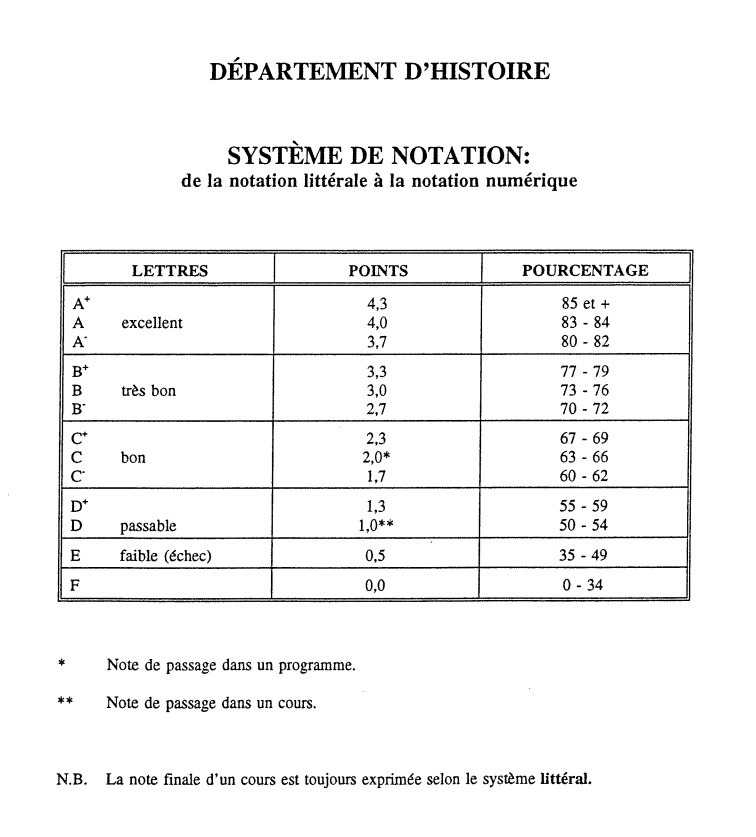 DÉPARTEMENT D'HISTOIRE
SYSTÈME DE NOTATION:
de la notation littérale à la notation numérique
LETTRES POINTS POURCENTAGE
A+ 4,3 85 et +
A excellent 4,0 83 - 84
A- 3,7 80 - 82
B+ 3,3 77 - 79
B très bon 3,0 73 - 76
B- 2,7 70 - 72
C+ 2,3 67 - 69
C bon 2,0* 63 - 66
C- 1,7 60 - 62
D+ 1,3 55 - 59
D passable 1,0** 50 - 54
E faible (échec) 0,5 35 - 49
F 0,0 0 - 34
* Note de passage dans un programme.
** Note de passage dans un cours.
N.B. La note finale d'un cours est toujours exprimée selon le système littéral.